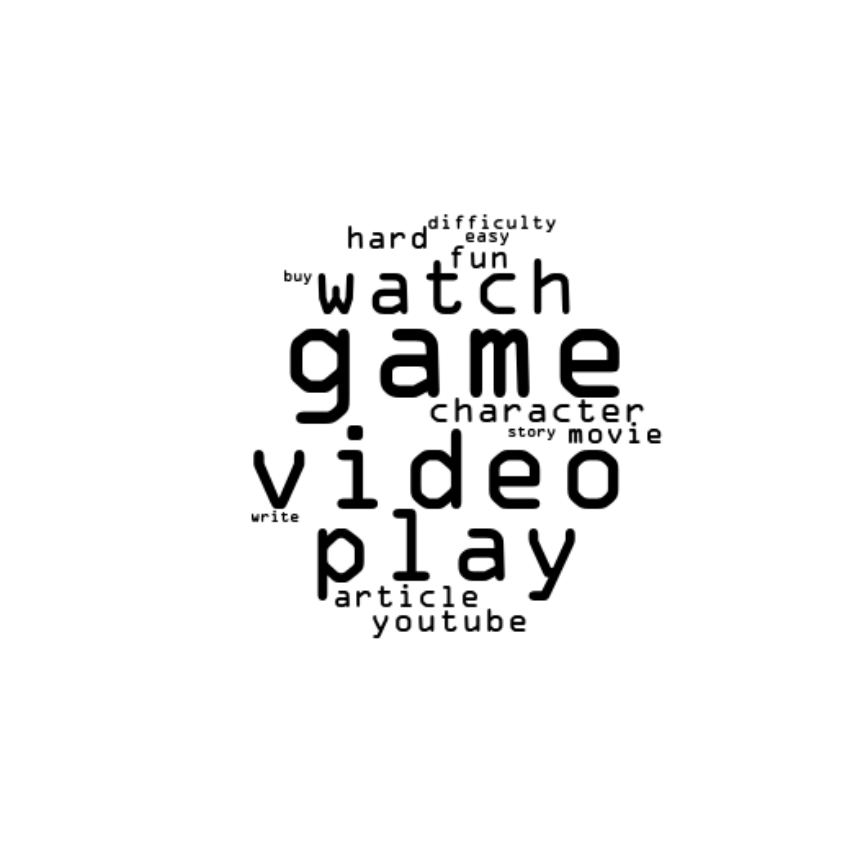 difficulty
hard easy
fun
buy watch
game
character
story movie
video
write
play
article
youtube